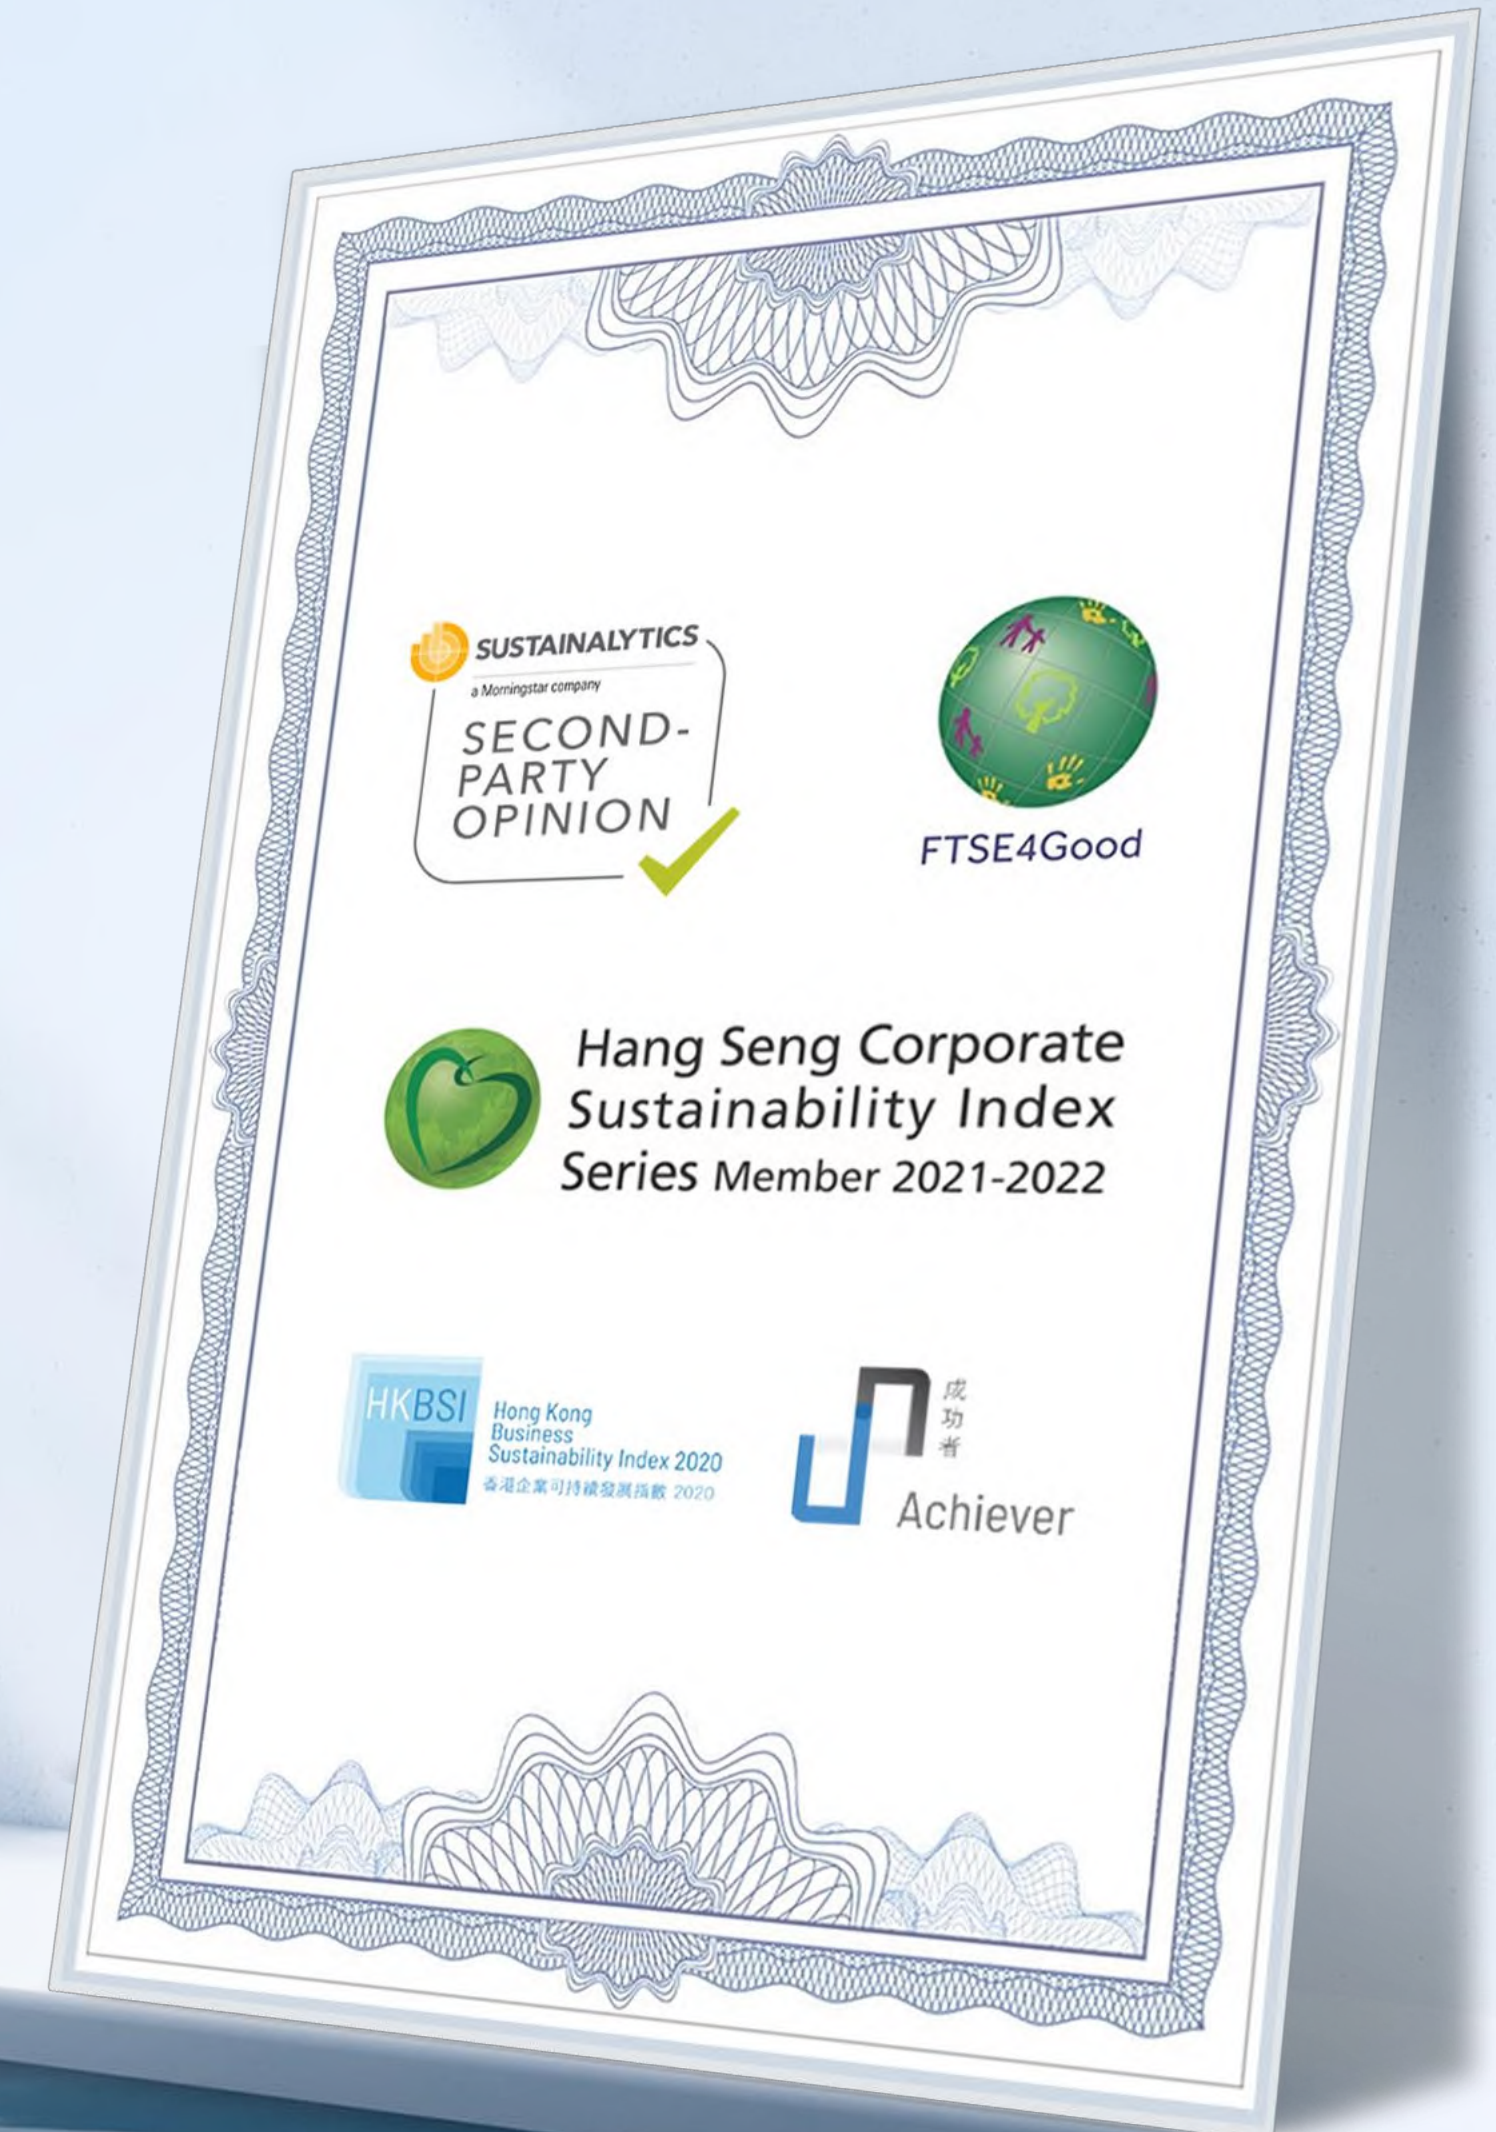 SUSTAINALYTICS
a Morningstar company
SECOND-
PARTY
OPINION
FTSE4Good
Hang Seng Corporate
Sustainability Index
Series Member 2021-2022
HKBSI
Hong Kong
Business
Sustainability Index 2020
香港企業可持續發展指數 2020
成功者
Achiever